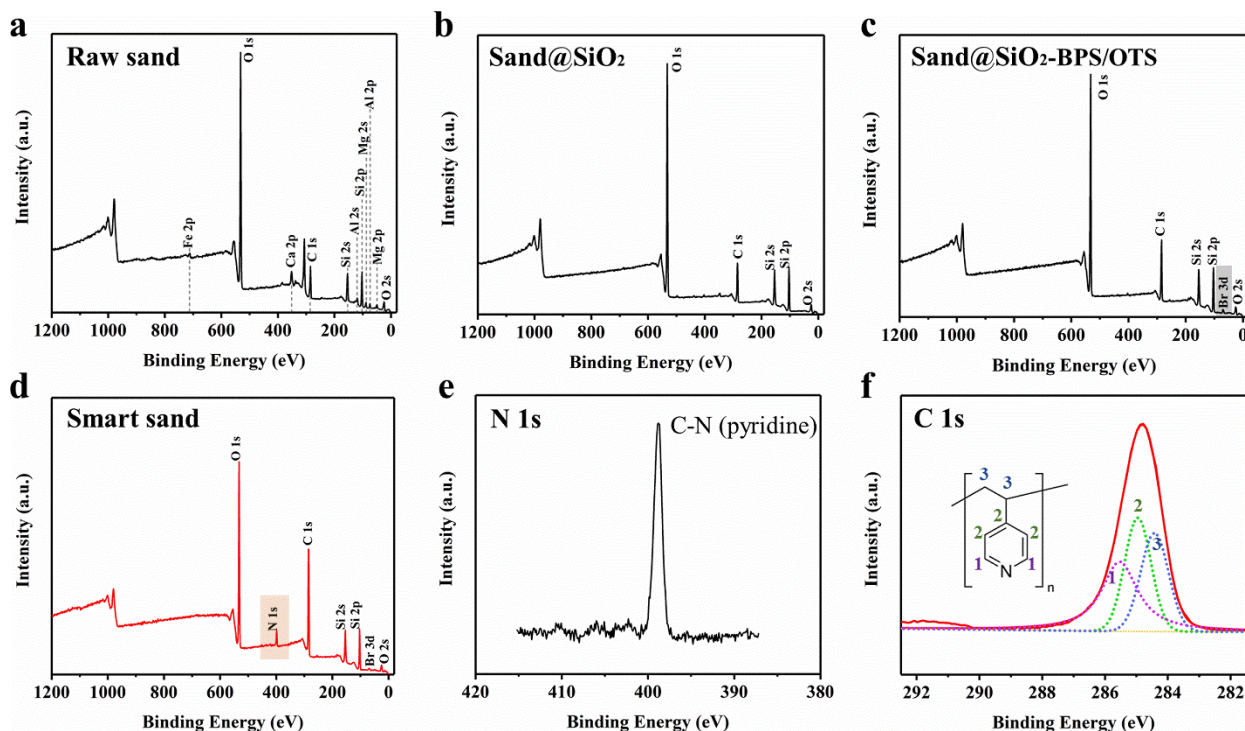 a
Raw sand
Intensity (a.u.)
Fe 2p
O 1s
Ca 2p
C 1s
Si 2s
Al 2s
Si 2p
Mg 2s
Al 2p
Mg 2p
O 2s
1200 1000 800 600 400 200 0
Binding Energy (eV)
b
Sand@SiO₂
Intensity (a.u.)
O 1s
C 1s
Si 2s
Si 2p
O 2s
1200 1000 800 600 400 200 0
Binding Energy (eV)
c
Sand@SiO₂-BPS/OTS
Intensity (a.u.)
O 1s
C 1s
Si 2s
Si 2p
Br 3d
O 2s
1200 1000 800 600 400 200 0
Binding Energy (eV)
d
Smart sand
Intensity (a.u.)
O 1s
N 1s
C 1s
Si 2s
Si 2p
Br 3d
O 2s
1200 1000 800 600 400 200 0
Binding Energy (eV)
e
N 1s
C-N (pyridine)
Intensity (a.u.)
420 410 400 390 380
Binding Energy (eV)
f
C 1s
Intensity (a.u.)
3 3
2
2 2
1 1
N
n
2
3
1
292 290 288 286 284 282
Binding Energy (eV)